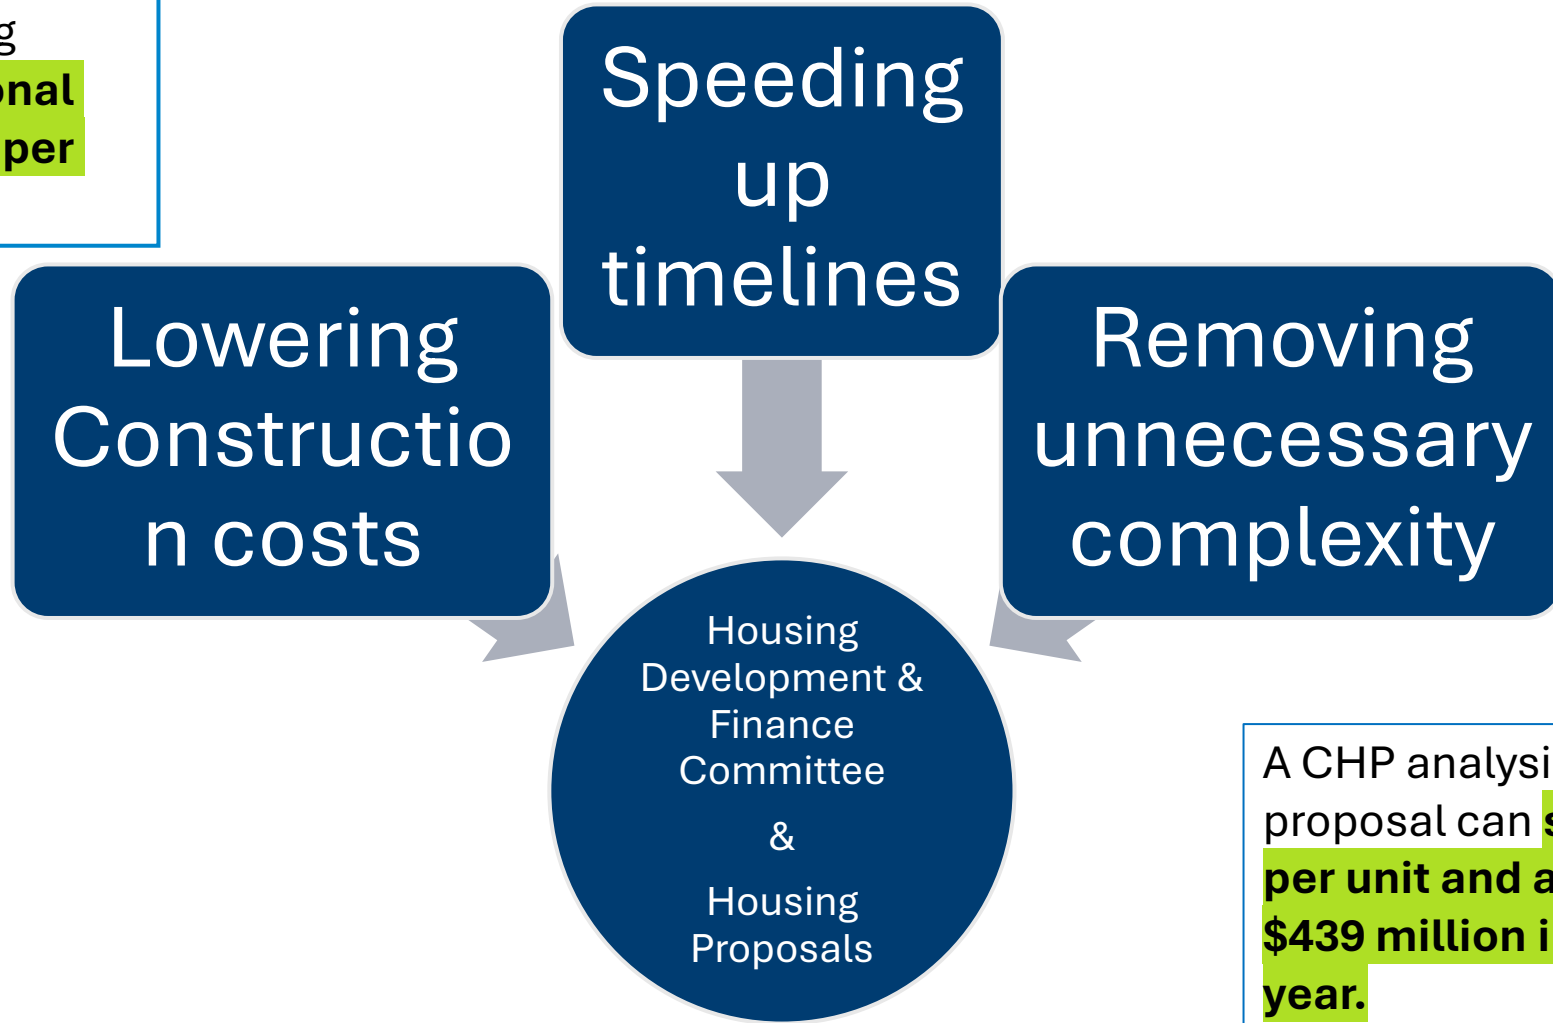 g
onal
per
Speeding
up
timelines
Lowering
Constructio
n costs
Removing
unnecessary
complexity
Housing
Development &
Finance
Committee
&
Housing
Proposals
A CHP analysi
proposal can s
per unit and a
$439 million i
year.